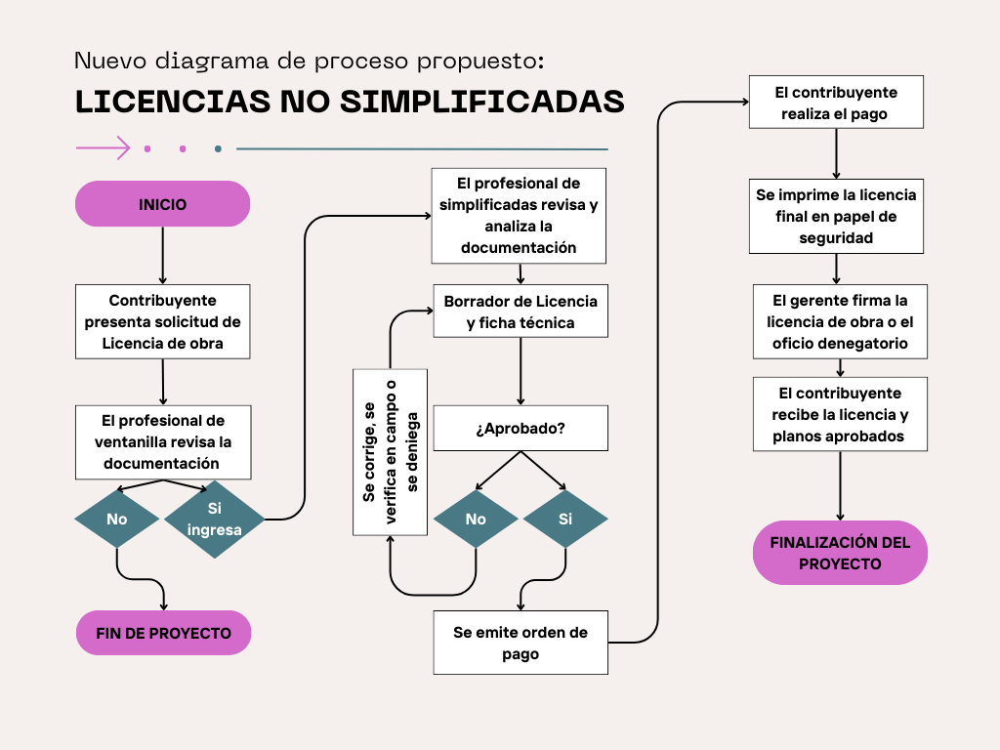 Nuevo diagrama de proceso propuesto:
LICENCIAS NO SIMPLIFICADAS
INICIO
Contribuyente
presenta solicitud de
Licencia de obra
El profesional de
ventanilla revisa la
documentación
No
Si
ingresa
FIN DE PROYECTO
El profesional de
simplificadas revisa y
analiza la
documentación
Borrador de Licencia
y ficha técnica
Se corrige, se
verifica en campo o
se deniega
¿Aprobado?
No
Si
Se emite orden de
pago
El contribuyente
realiza el pago
Se imprime la licencia
final en papel de
seguridad
El gerente firma la
licencia de obra o el
oficio denegatorio
El contribuyente
recibe la licencia y
planos aprobados
FINALIZACIÓN DEL
PROYECTO